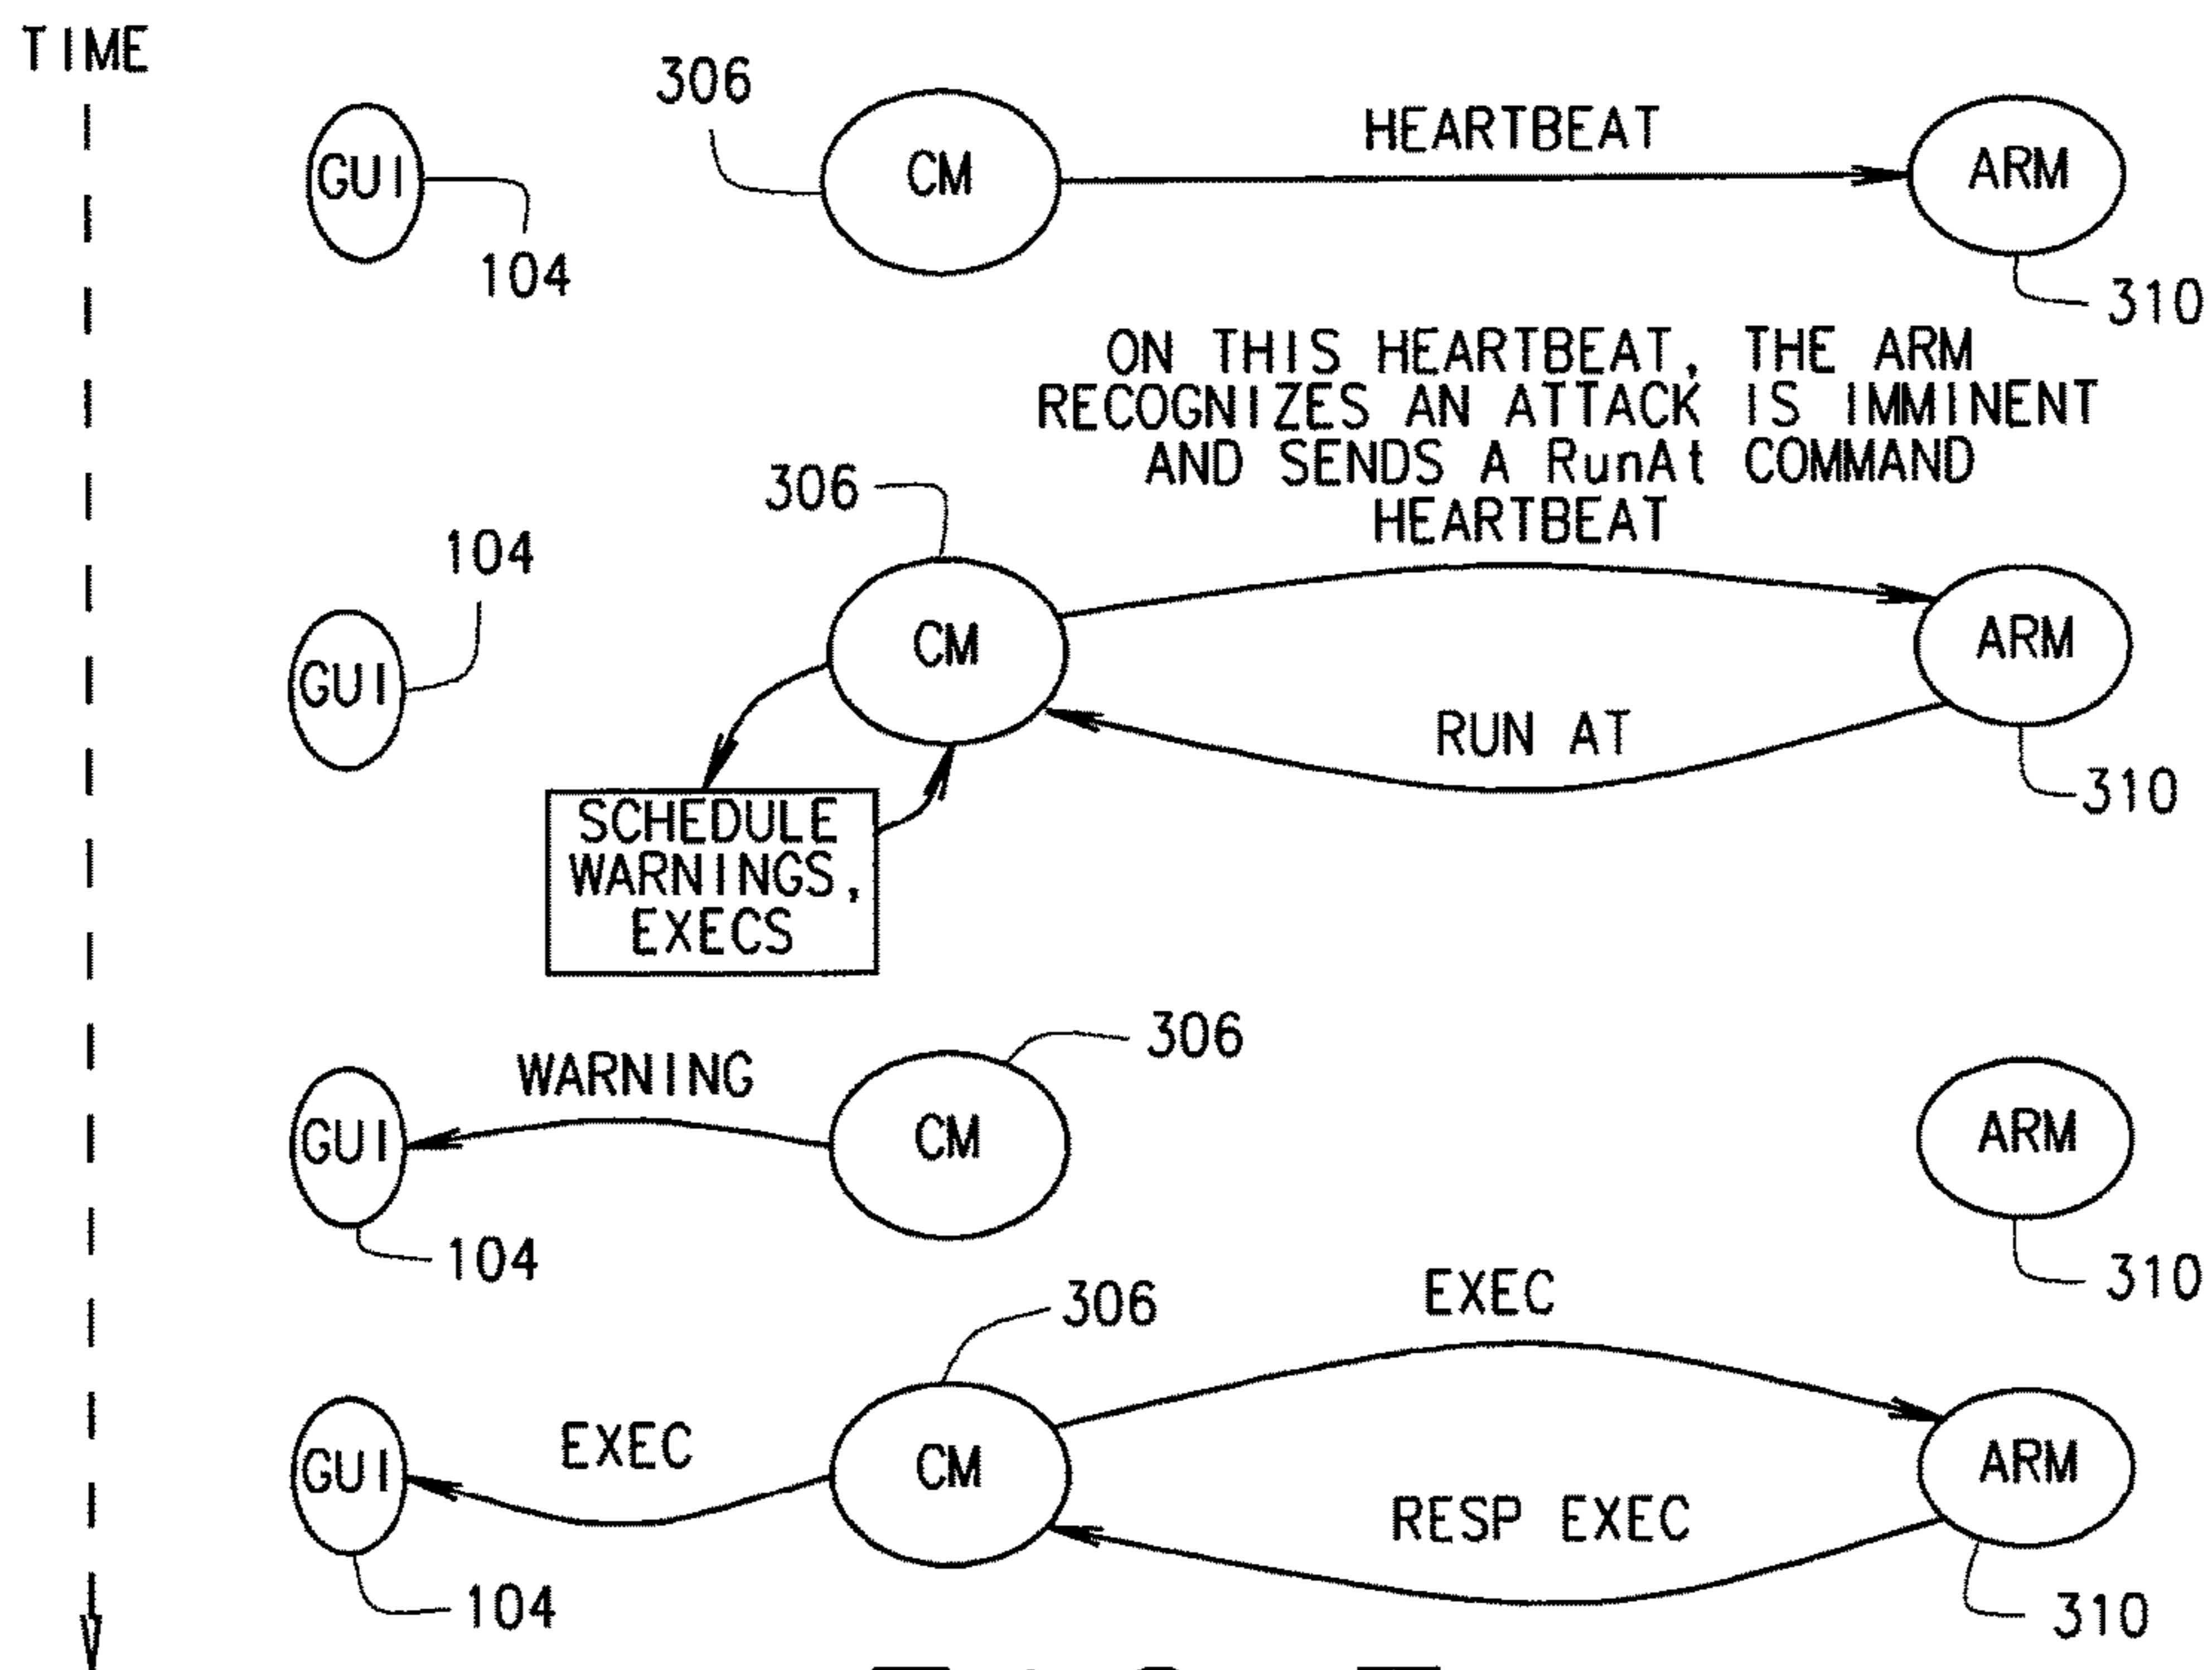 TIME
306
HEARTBEAT
GUI
CM
ARM
104
310
ON THIS HEARTBEAT, THE ARM
RECOGNIZES AN ATTACK IS IMMINENT
AND SENDS A RunAt COMMAND
306
HEARTBEAT
104
GUI
CM
ARM
RUN AT
310
SCHEDULE
WARNINGS,
EXECS
306
WARNING
GUI
CM
ARM
104
310
306
EXEC
GUI
EXEC
CM
ARM
RESP EXEC
104
310